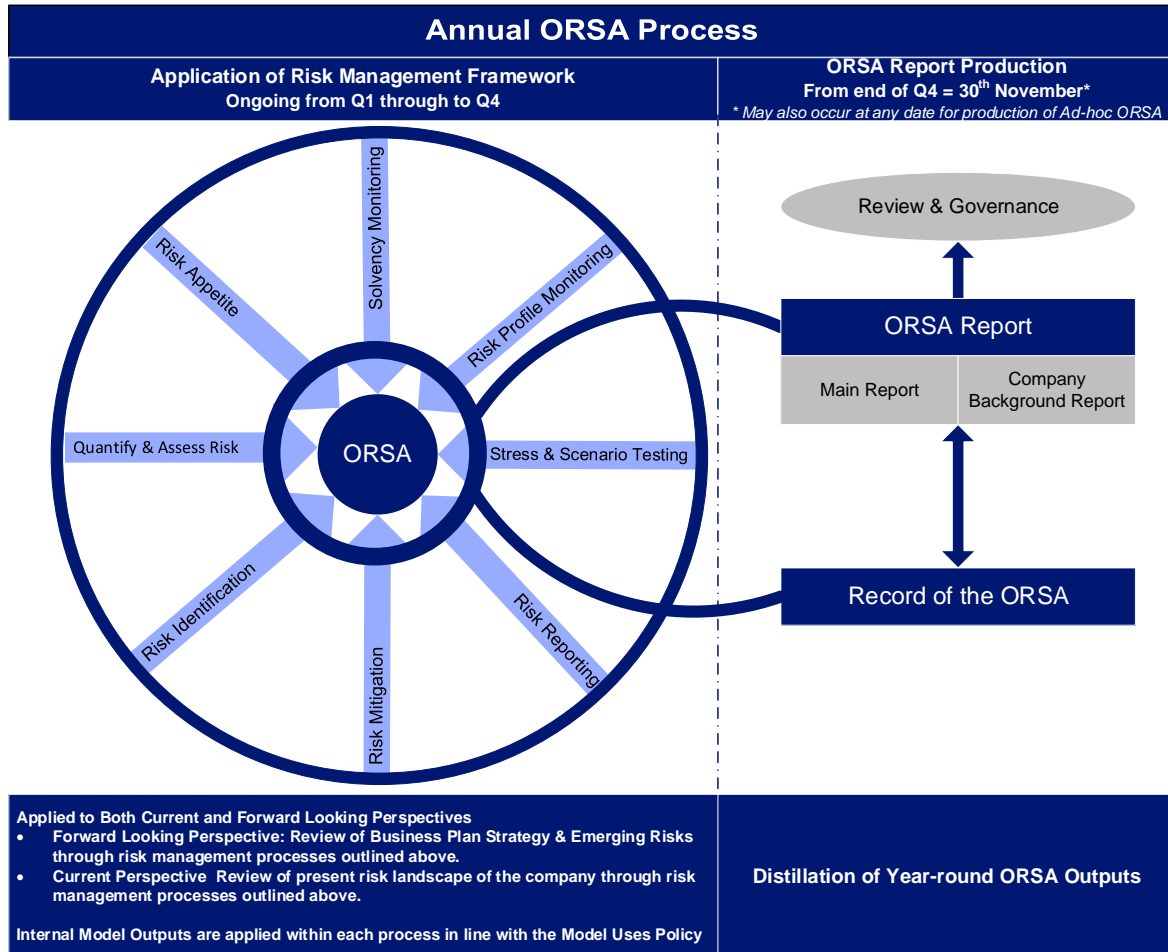 Annual ORSA Process
Application of Risk Management Framework
Ongoing from Q1 through to Q4
ORSA Report Production
From end of Q4 = 30th November*
* May also occur at any date for production of Ad-hoc ORSA
Solvency Monitoring
Risk Appetite
Risk Profile Monitoring
Quantify & Assess Risk
ORSA
Stress & Scenario Testing
Risk Identification
Risk Mitigation
Risk Reporting
Review & Governance
ORSA Report
Main Report
Company
Background Report
Record of the ORSA
Applied to Both Current and Forward Looking Perspectives
• Forward Looking Perspective: Review of Business Plan Strategy & Emerging Risks
through risk management processes outlined above.
• Current Perspective Review of present risk landscape of the company through risk
management processes outlined above.
Internal Model Outputs are applied within each process in line with the Model Uses Policy
Distillation of Year-round ORSA Outputs